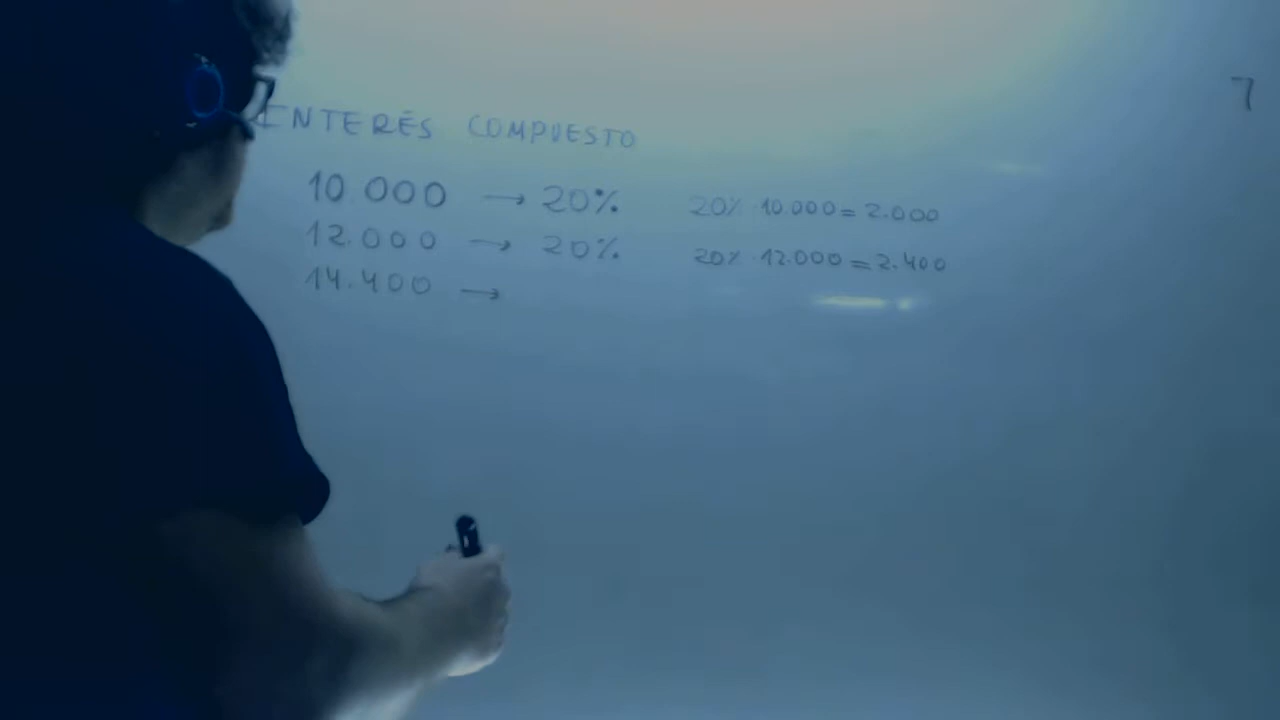 INTERÉS COMPUESTO
10.000 → 20% 20% · 10.000 = 2.000
12.000 → 20% 20% · 12.000 = 2.400
14.400 →